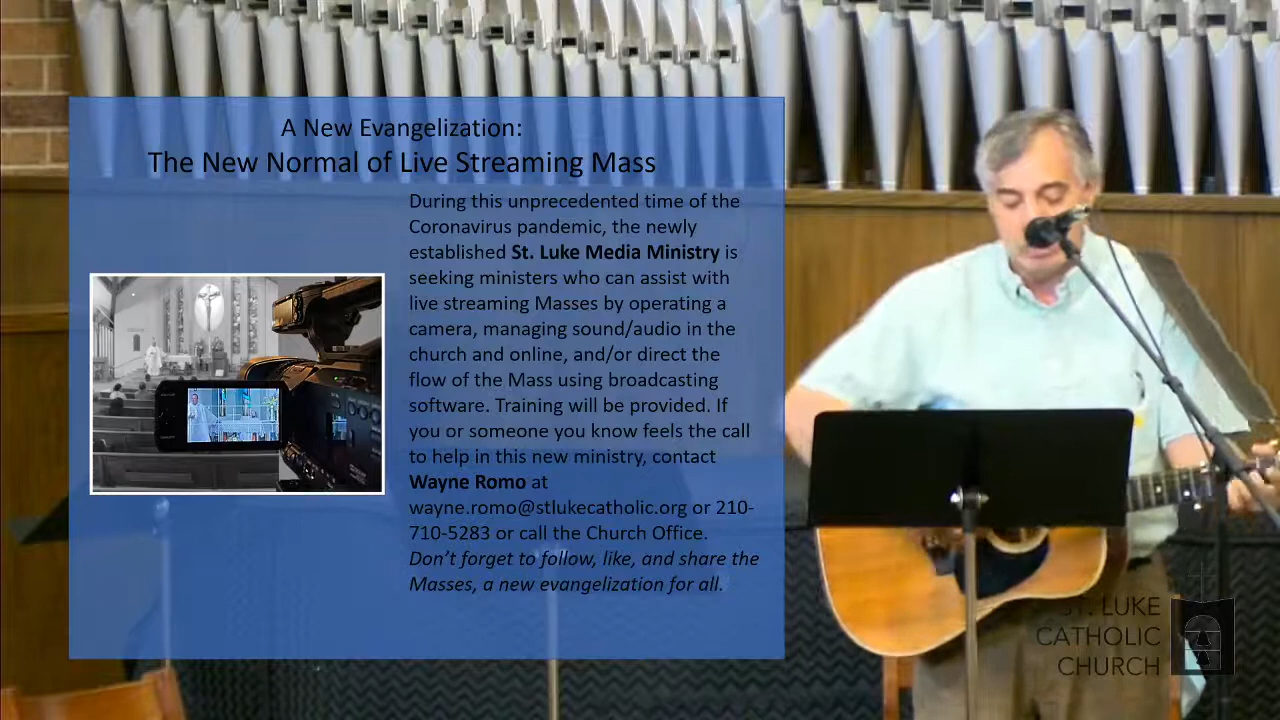 A New Evangelization:
The New Normal of Live Streaming Mass
During this unprecedented time of the
Coronavirus pandemic, the newly
established St. Luke Media Ministry is
seeking ministers who can assist with
live streaming Masses by operating a
camera, managing sound/audio in the
church and online, and/or direct the
flow of the Mass using broadcasting
software. Training will be provided. If
you or someone you know feels the call
to help in this new ministry, contact
Wayne Romo at
wayne.romo@stlukecatholic.org or 210-
710-5283 or call the Church Office.
Don’t forget to follow, like, and share the
Masses, a new evangelization for all.
ST. LUKE
CATHOLIC
CHURCH